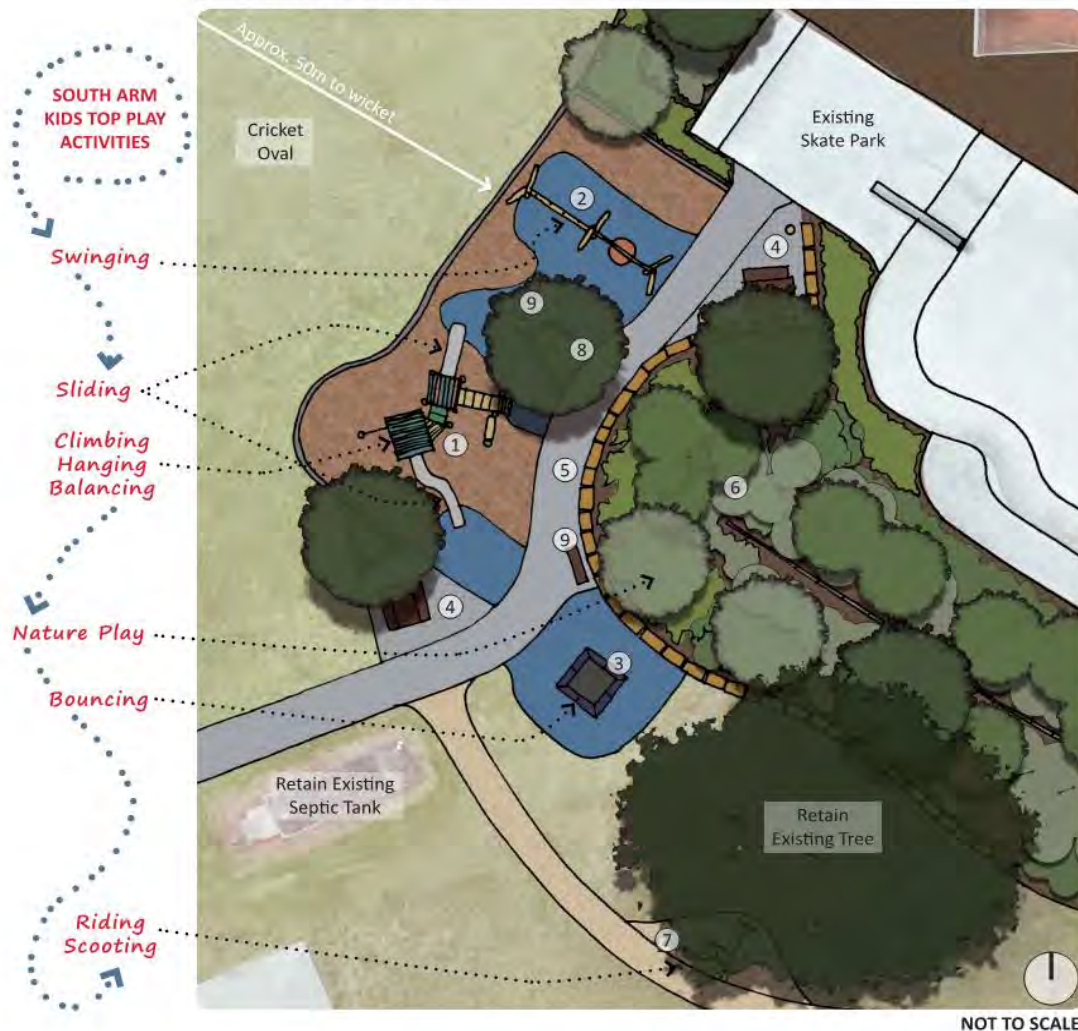 SOUTH ARM
KIDS TOP PLAY
ACTIVITIES
Swinging
Sliding
Climbing
Hanging
Balancing
Nature Play
Bouncing
Riding
Scooting
Approx. 50m to wicket
Cricket
Oval
Existing
Skate Park
2
4
9
8
1
5
6
9
4
3
Retain Existing
Septic Tank
Retain
Existing Tree
7
NOT TO SCALE